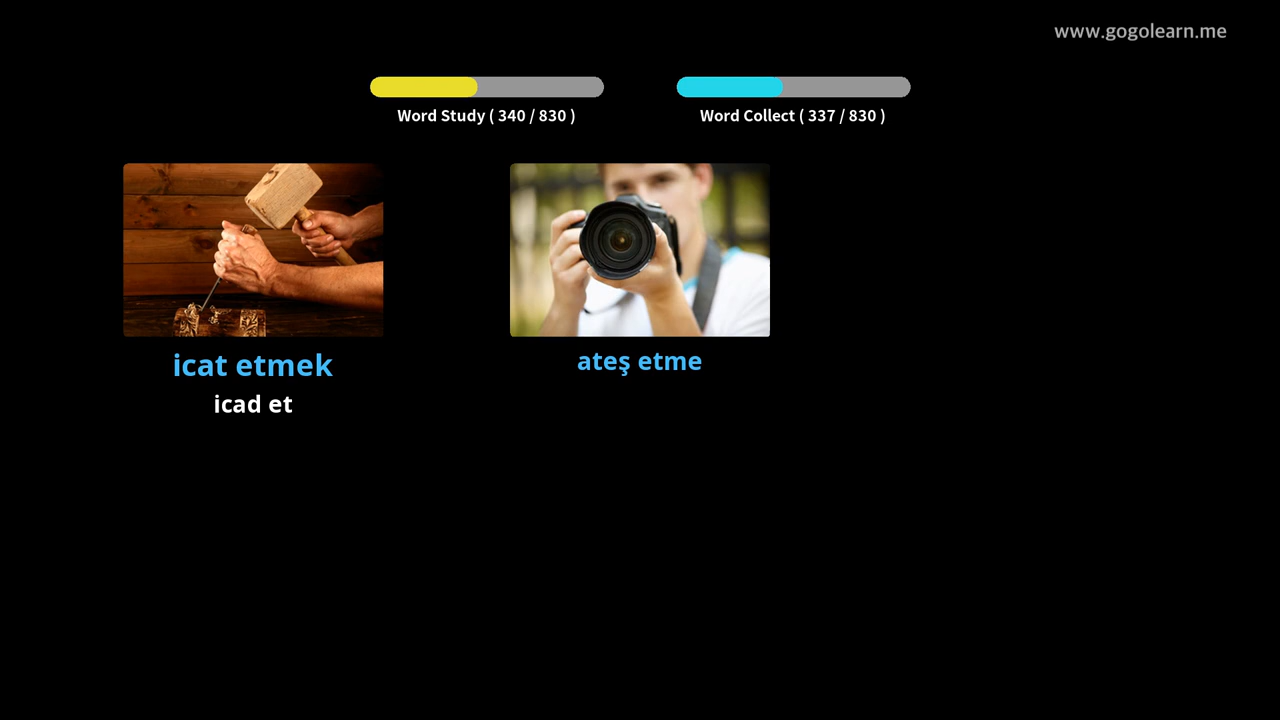 www.gogolearn.me
Word Study ( 340 / 830 )
Word Collect ( 337 / 830 )
icat etmek
icad et
ateş etme